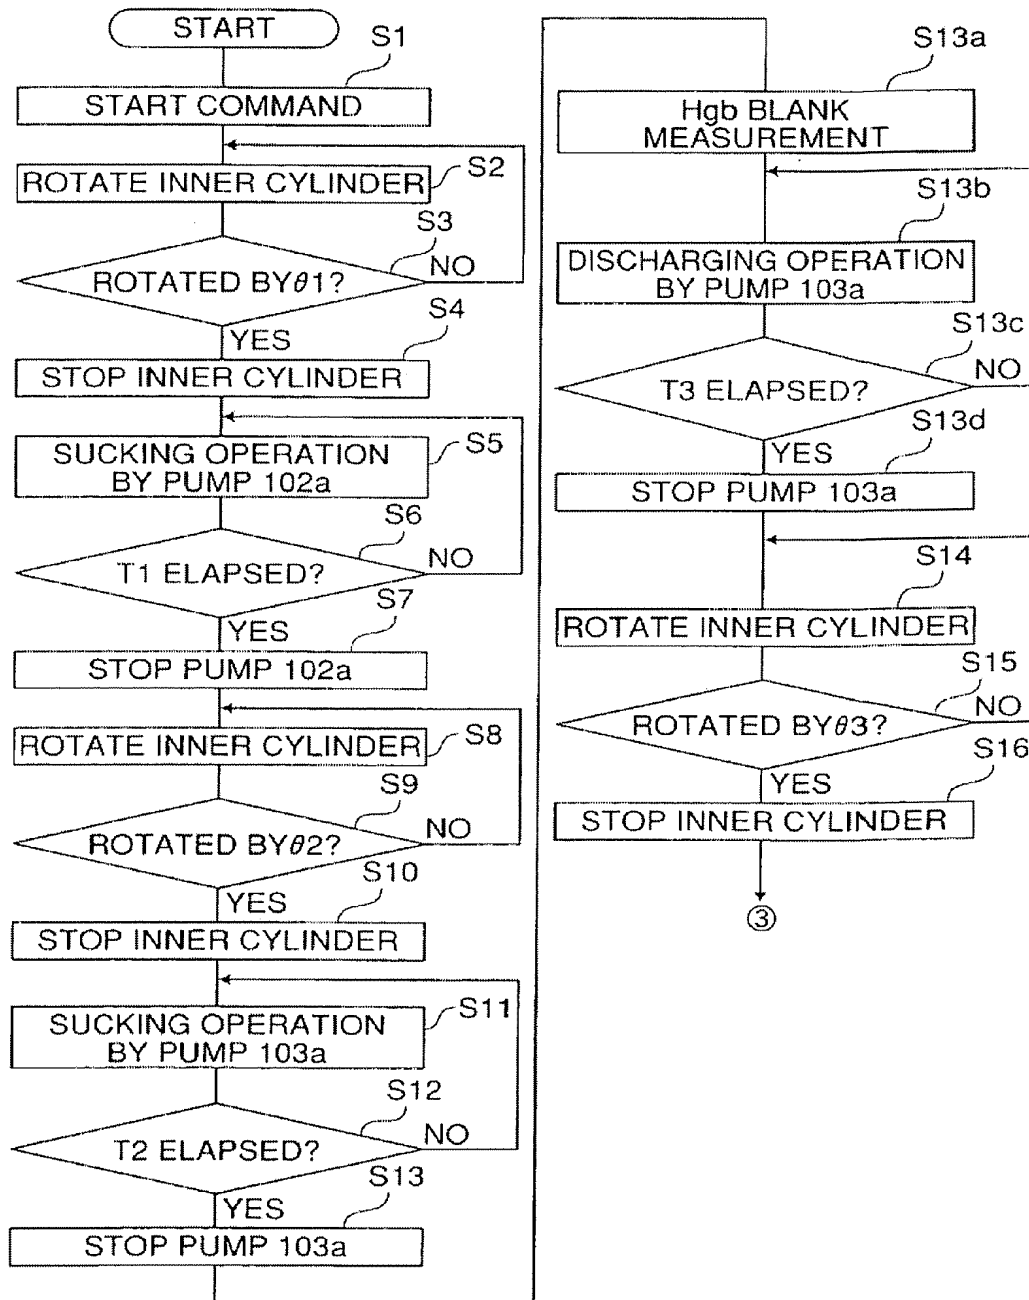 START
S1
START COMMAND
S2
ROTATE INNER CYLINDER
S3
ROTATED BYθ1?
NO
YES
S4
STOP INNER CYLINDER
S5
SUCKING OPERATION
BY PUMP 102a
S6
T1 ELAPSED?
NO
YES
S7
STOP PUMP 102a
S8
ROTATE INNER CYLINDER
S9
ROTATED BYθ2?
NO
YES
S10
STOP INNER CYLINDER
S11
SUCKING OPERATION
BY PUMP 103a
S12
T2 ELAPSED?
NO
YES
S13
STOP PUMP 103a
S13a
Hgb BLANK
MEASUREMENT
S13b
DISCHARGING OPERATION
BY PUMP 103a
S13c
T3 ELAPSED?
NO
YES
S13d
STOP PUMP 103a
S14
ROTATE INNER CYLINDER
S15
ROTATED BYθ3?
NO
YES
S16
STOP INNER CYLINDER
③